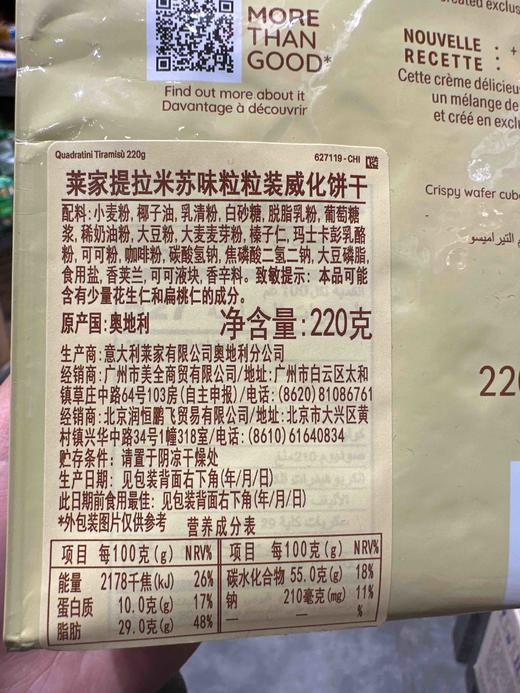 MORE
THAN
GOOD*
Find out more about it
Davantage à découvrir
created exclus
NOUVELLE : +
RECETTE :
Cette crème délicieu
un mélange de
et créé en exclu
Crispy wafer cub
التيراميسو
220
Quadratini Tiramisù 220g
627119-CHI
莱家提拉米苏味粒粒装威化饼干
配料:小麦粉,椰子油,乳清粉,白砂糖,脱脂乳粉,葡萄糖
浆,稀奶油粉,大豆粉,大麦麦芽粉,榛子仁,玛士卡彭乳酪
粉,可可粉,咖啡粉,碳酸氢钠,焦磷酸二氢二钠,大豆磷脂,
食用盐,香荚兰,可可液块,香辛料。致敏提示:本品可能
含有少量花生仁和扁桃仁的成分。
原产国:奥地利 净含量:220克
生产商:意大利莱家有限公司奥地利分公司
经销商:广州市美全商贸有限公司/地址:广州市白云区太和
镇草庄中路64号103房(自主申报)/电话:(8620)81086761
经销商:北京润恒鹏飞贸易有限公司/地址:北京市大兴区黄
村镇兴华中路34号1幢318室/电话:(8610)61640834
贮存条件:请置于阴凉干燥处
生产日期:见包装背面右下角(年/月/日)
此日期前食用最佳:见包装背面右下角(年/月/日)
*外包装图片仅供参考 营养成分表
项目 每100克(g) NRV% 项目 每100克(g) NRV%
能量 2178千焦(kJ) 26% 碳水化合物 55.0克(g) 18%
蛋白质 10.0克(g) 17% 钠 210毫克(mg) 11%
脂肪 29.0克(g) 48% — — %